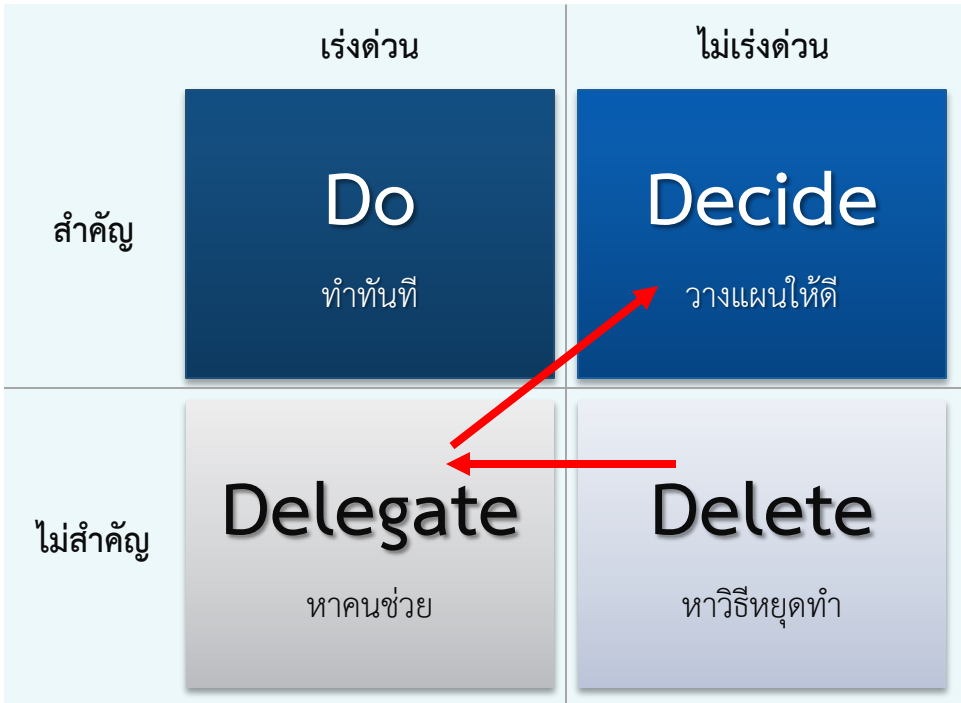 เร่งด่วน
ไม่เร่งด่วน
สำคัญ
Do
ทำทันที
Decide
วางแผนให้ดี
ไม่สำคัญ
Delegate
หาคนช่วย
Delete
หาวิธีหยุดทำ